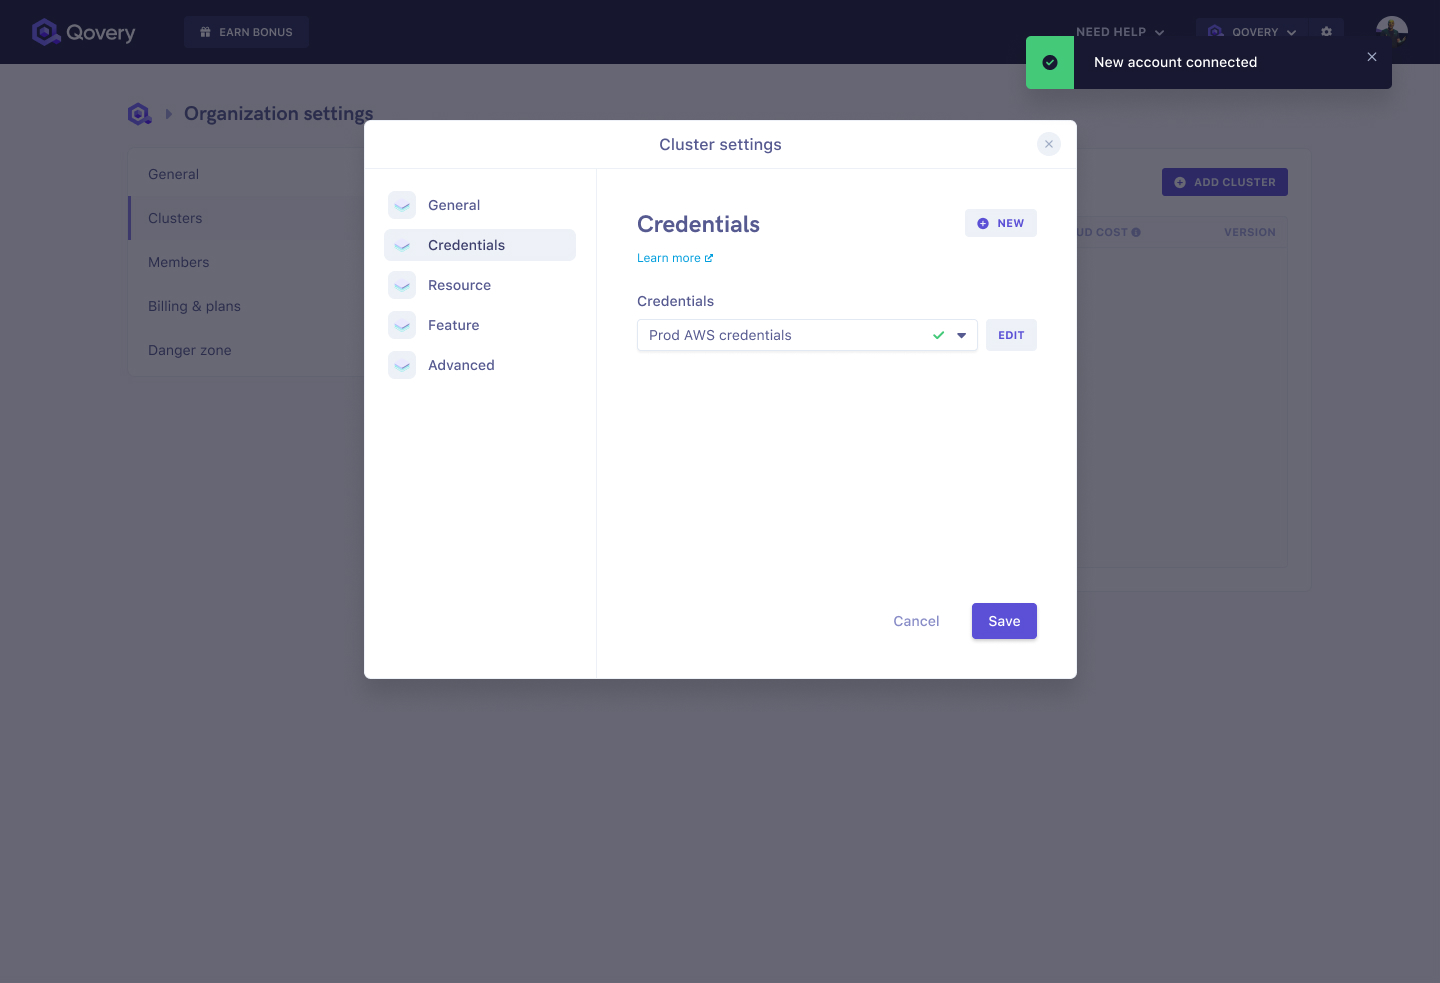 Qovery
EARN BONUS
NEED HELP
QOVERY
New account connected
Organization settings
General
Clusters
Members
Billing & plans
Danger zone
ADD CLUSTER
UD COST
VERSION
Cluster settings
General
Credentials
Resource
Feature
Advanced
Credentials
NEW
Learn more
Credentials
Prod AWS credentials
EDIT
Cancel
Save